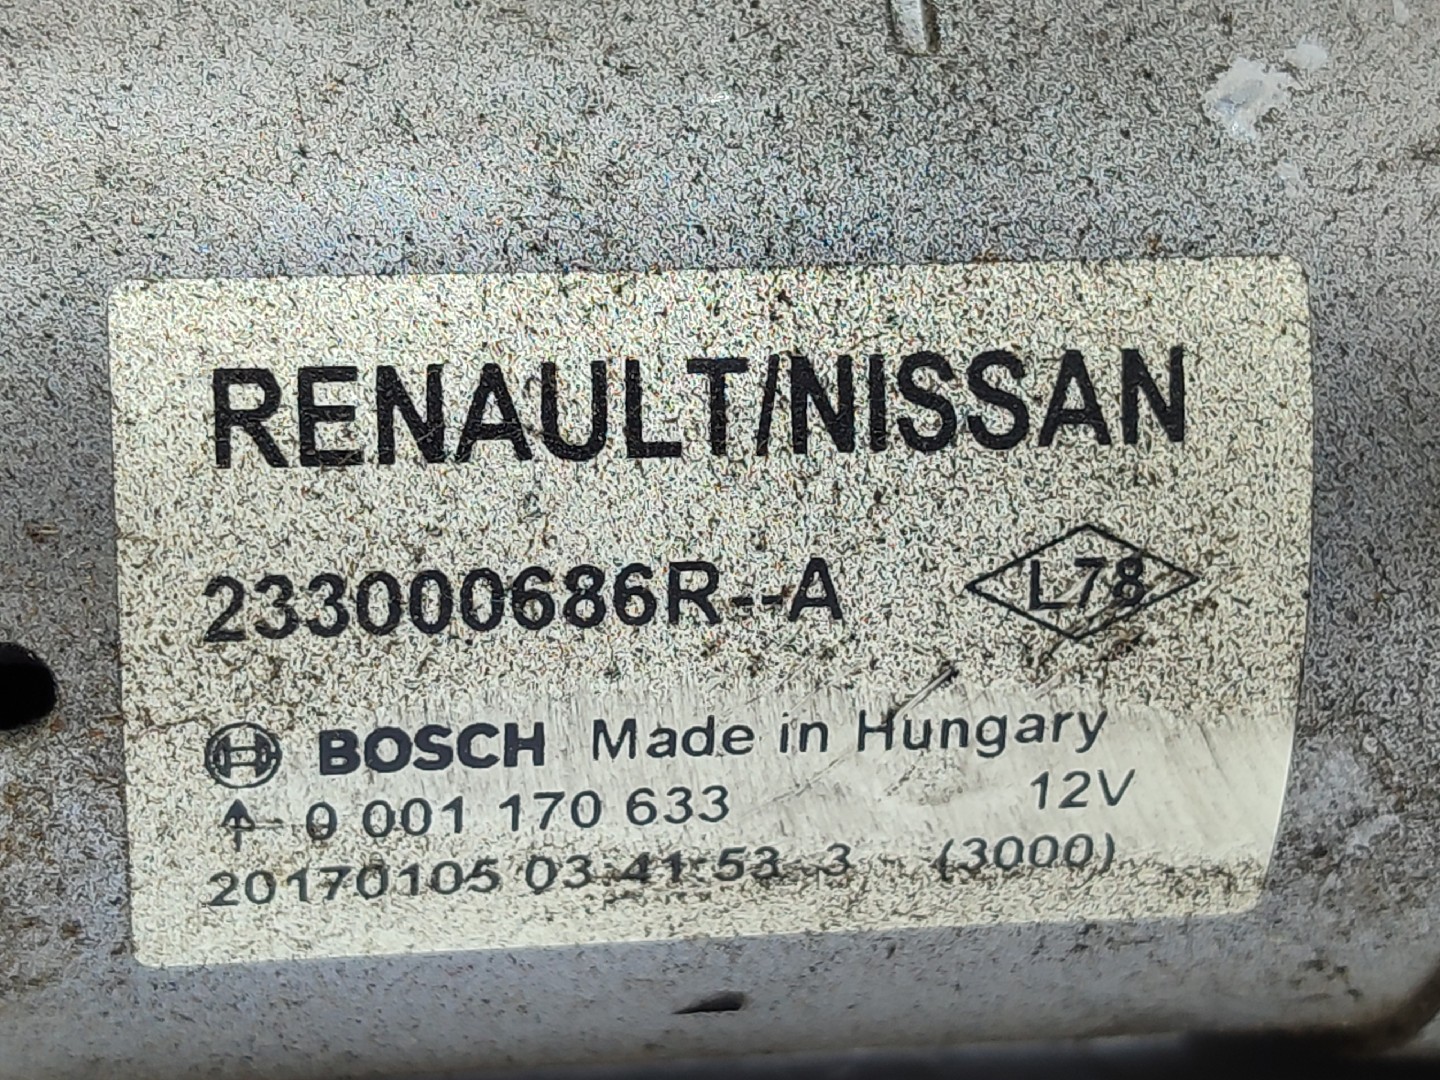 RENAULT/NISSAN
233000686R--A L78
BOSCH Made in Hungary
0 001 170 633 12V
20170105 03:41:53 3 (3000)